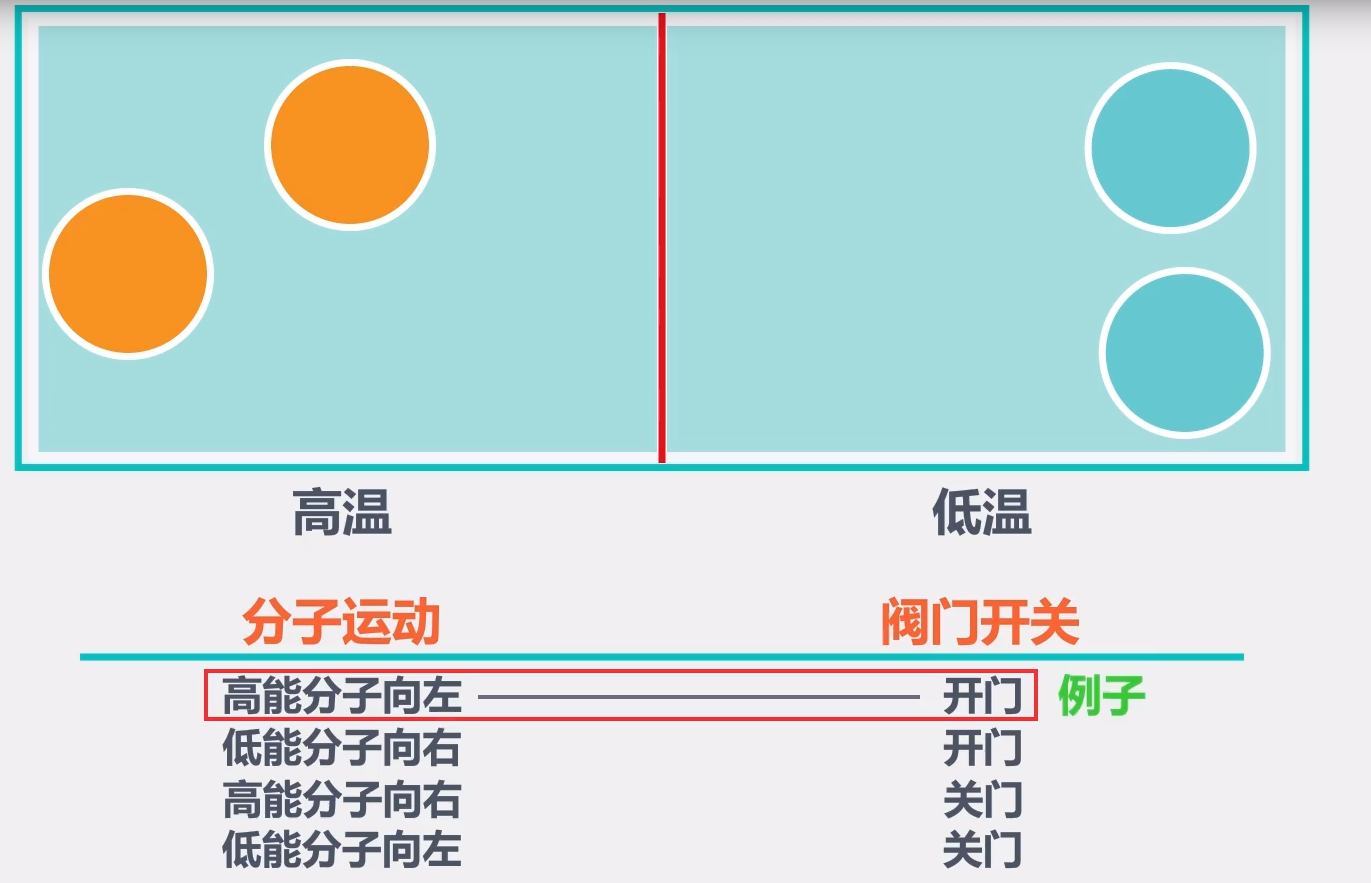 高温 低温
分子运动 阀门开关
高能分子向左 开门 例子
低能分子向右 开门
高能分子向右 关门
低能分子向左 关门